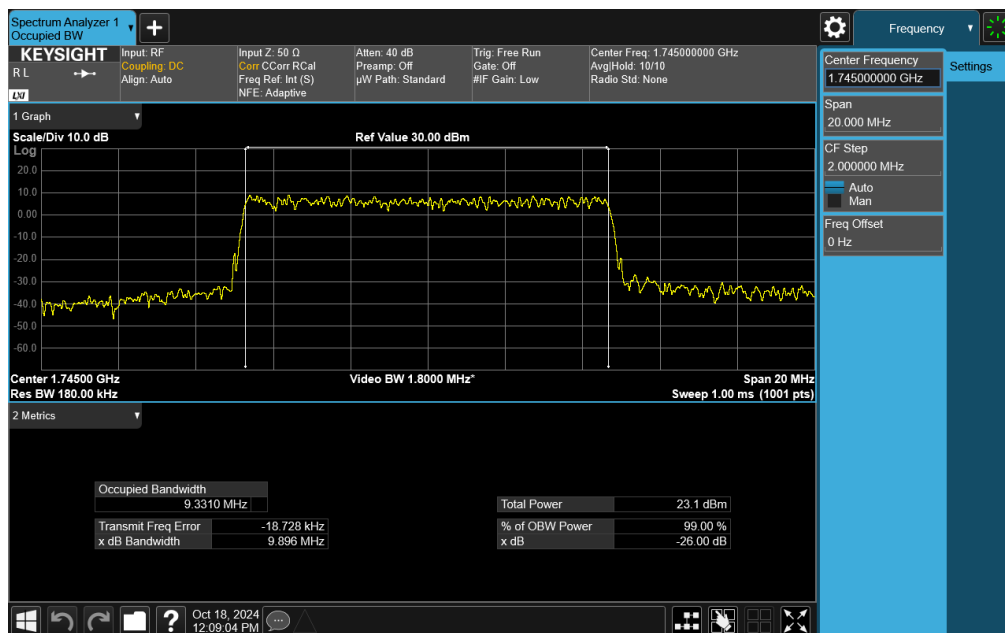 Spectrum Analyzer 1
Occupied BW
Frequency
KEYSIGHT
R L
LXI
Input: RF
Coupling: DC
Align: Auto
Input Z: 50 Ω
Corr CCorr RCal
Freq Ref: Int (S)
NFE: Adaptive
Atten: 40 dB
Preamp: Off
µW Path: Standard
Trig: Free Run
Gate: Off
#IF Gain: Low
Center Freq: 1.745000000 GHz
Avg|Hold: 10/10
Radio Std: None
Center Frequency
1.745000000 GHz
Settings
Span
20.000 MHz
CF Step
2.000000 MHz
Auto
Man
Freq Offset
0 Hz
1 Graph
Scale/Div 10.0 dB
Ref Value 30.00 dBm
Log
20.0
10.0
0.00
-10.0
-20.0
-30.0
-40.0
-50.0
-60.0
Center 1.74500 GHz
Video BW 1.8000 MHz*
Span 20 MHz
Res BW 180.00 kHz
Sweep 1.00 ms (1001 pts)
2 Metrics
Occupied Bandwidth
9.3310 MHz
Total Power 23.1 dBm
Transmit Freq Error -18.728 kHz
% of OBW Power 99.00 %
x dB Bandwidth 9.896 MHz
x dB -26.00 dB
Oct 18, 2024
12:09:04 PM